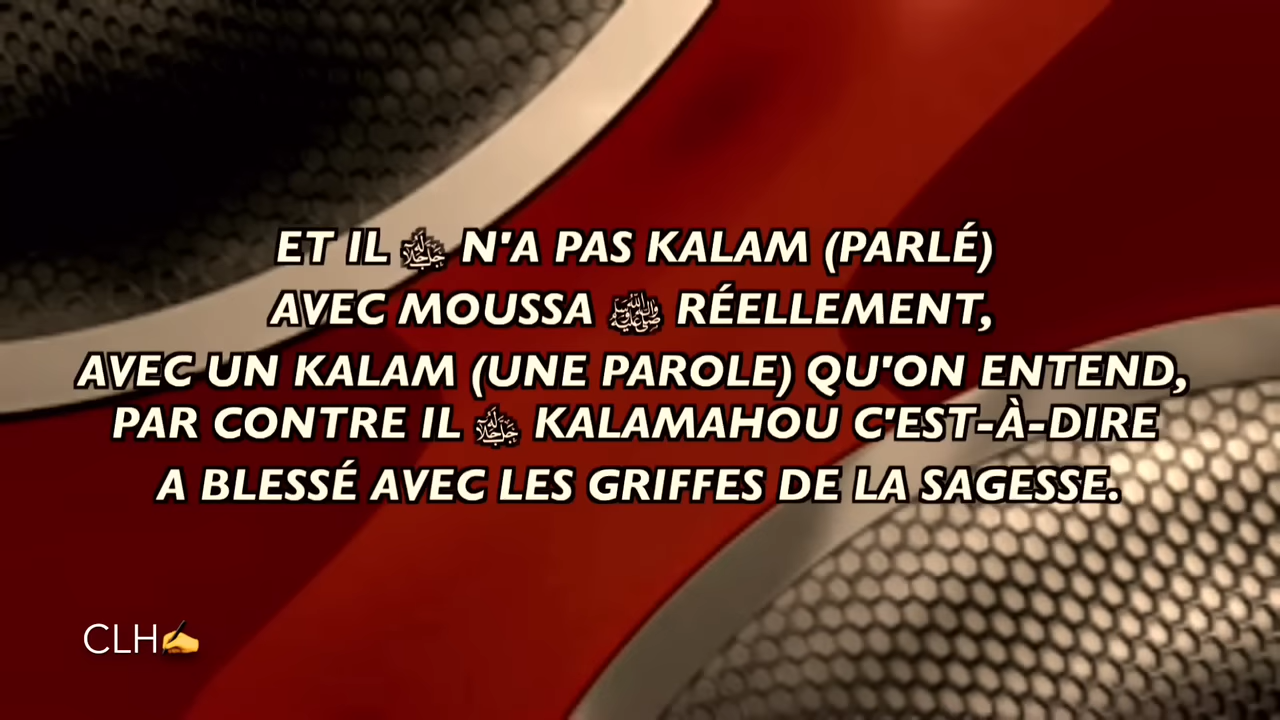 ET IL ﷻ N'A PAS KALAM (PARLÉ)
AVEC MOUSSA ﷺ RÉELLEMENT,
AVEC UN KALAM (UNE PAROLE) QU'ON ENTEND,
PAR CONTRE IL ﷻ KALAMAHOU C'EST-À-DIRE
A BLESSÉ AVEC LES GRIFFES DE LA SAGESSE.
CLH✍️